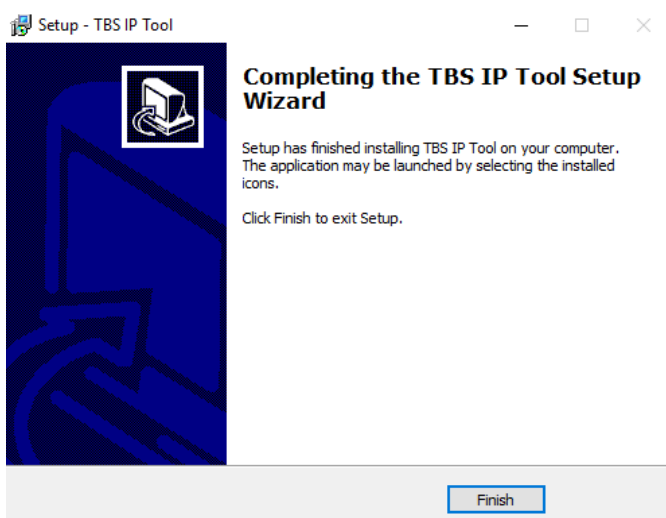 Setup - TBS IP Tool
Completing the TBS IP Tool Setup
Wizard
Setup has finished installing TBS IP Tool on your computer.
The application may be launched by selecting the installed
icons.
Click Finish to exit Setup.
Finish